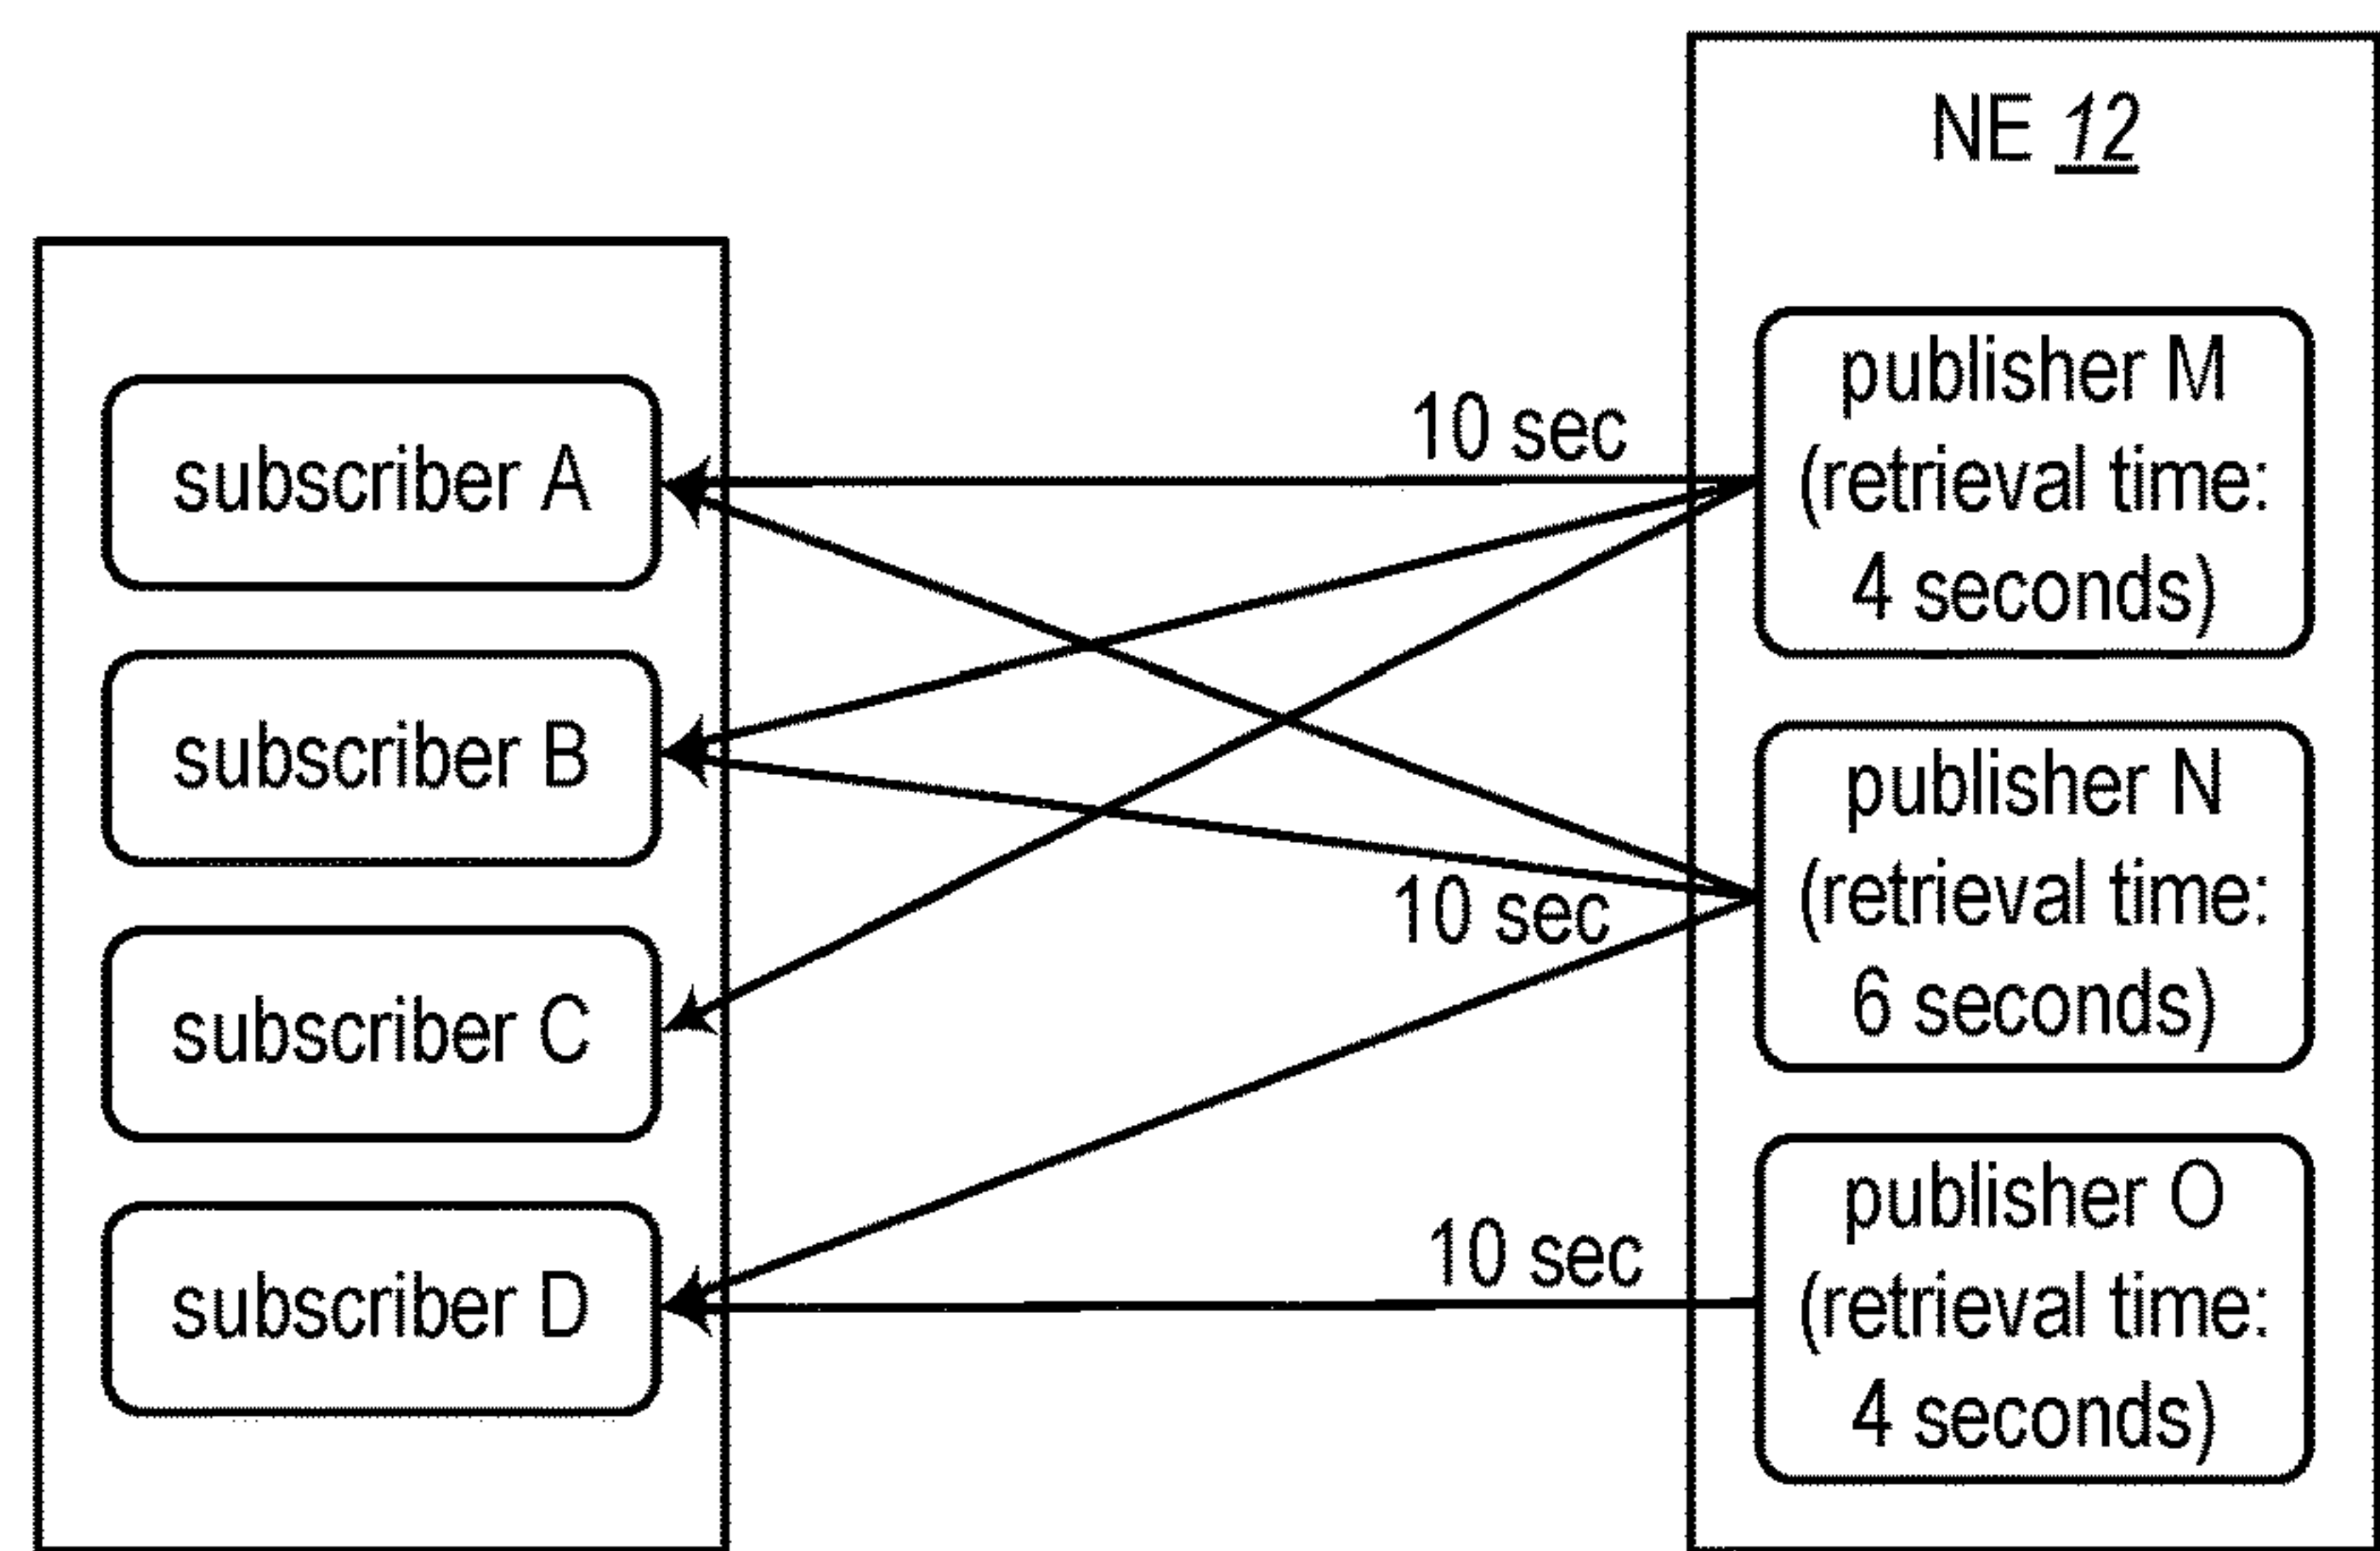 NE 12
subscriber A
subscriber B
subscriber C
subscriber D
10 sec
10 sec
10 sec
publisher M
(retrieval time:
4 seconds)
publisher N
(retrieval time:
6 seconds)
publisher O
(retrieval time:
4 seconds)